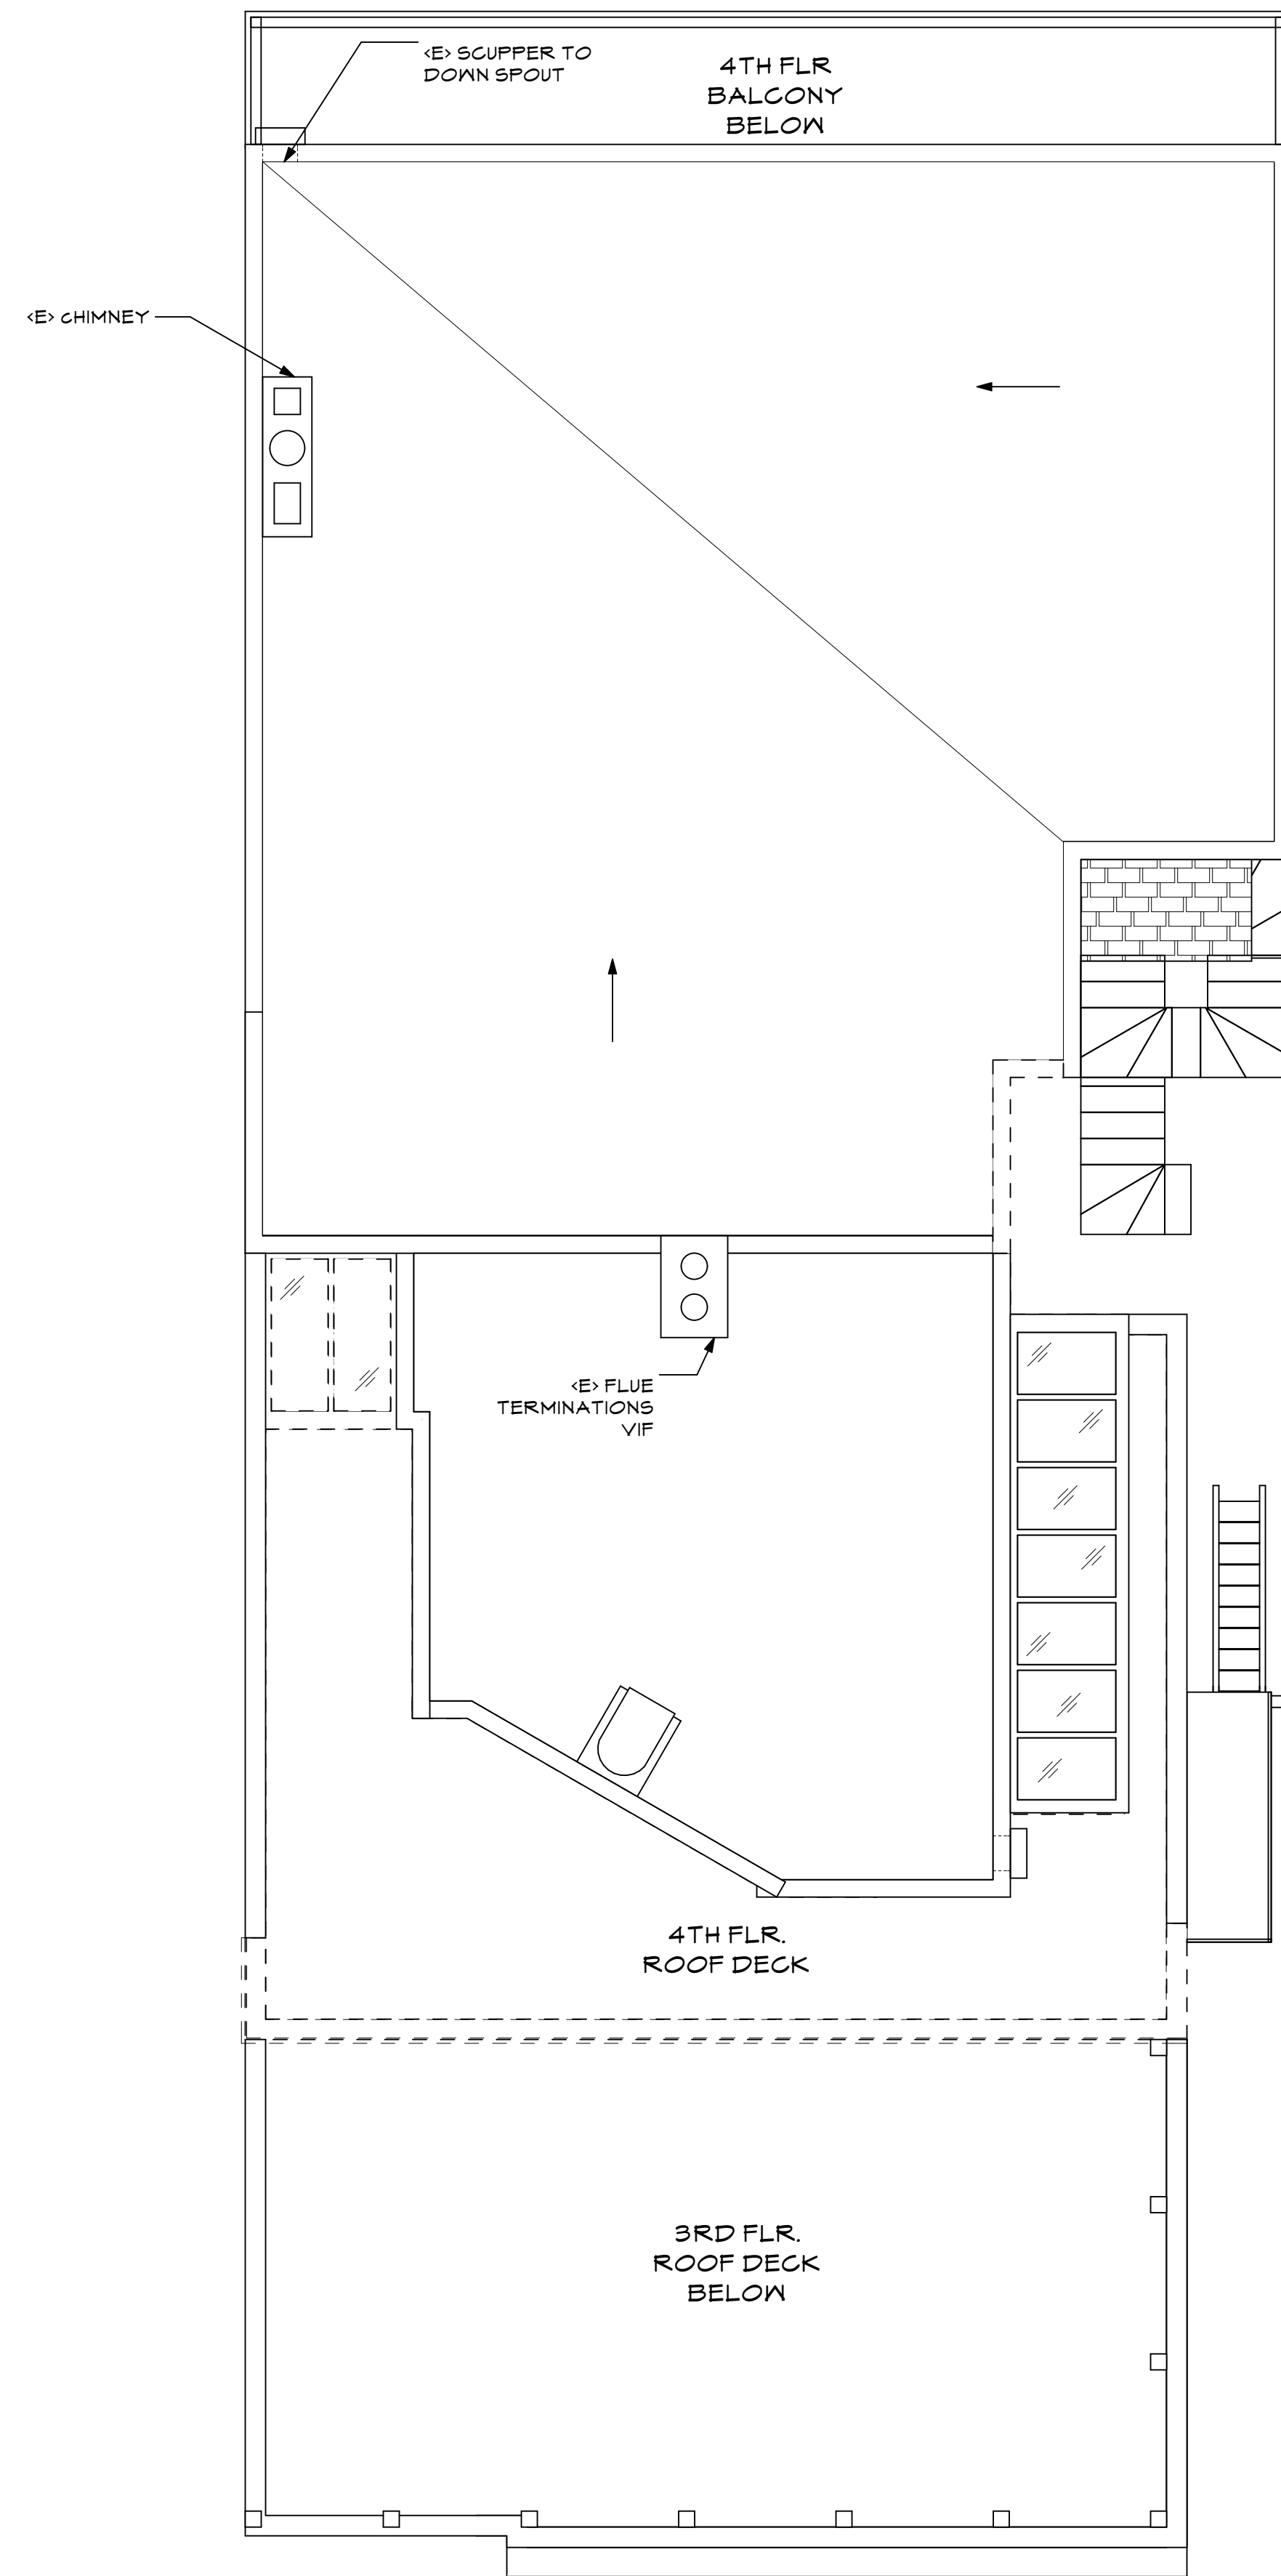 <E> SCUPPER TO
DOWN SPOUT
4TH FLR
BALCONY
BELOW
<E> CHIMNEY
<E> FLUE
TERMINATIONS
VIF
4TH FLR.
ROOF DECK
3RD FLR.
ROOF DECK
BELOW